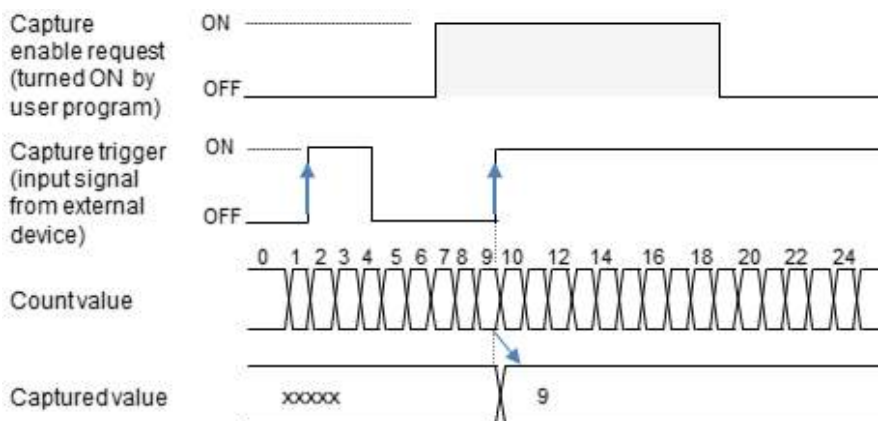 Capture
enable request
(turned ON by
user program)
ON
OFF
Capture trigger
(input signal
from external
device)
ON
OFF
0 1 2 3 4 5 6 7 8 9 10 12 14 16 18 20 22 24
Count value
Captured value
xxxxx
9